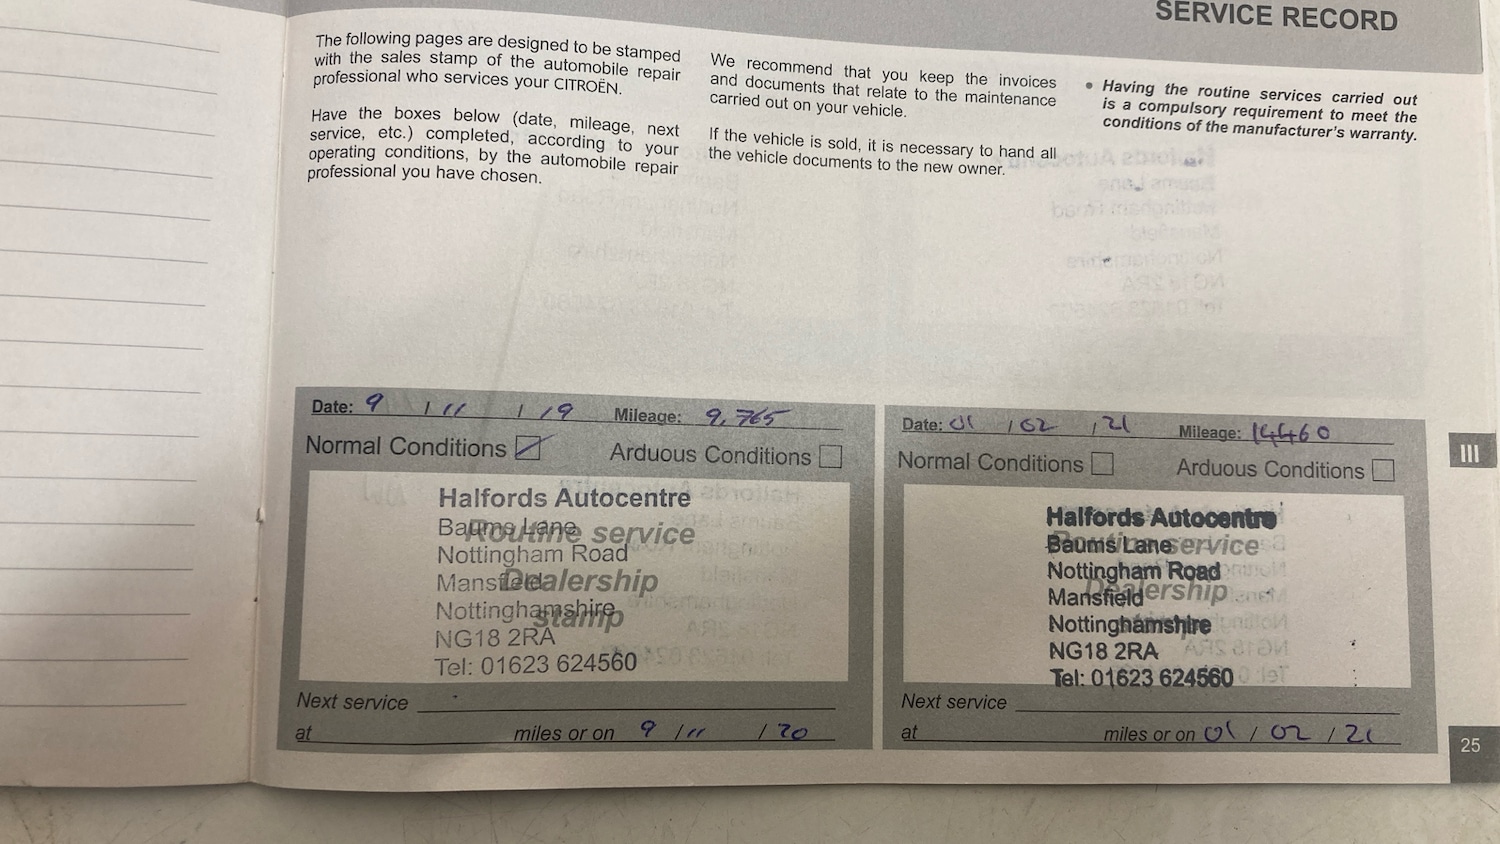 SERVICE RECORD
The following pages are designed to be stamped
with the sales stamp of the automobile repair
professional who services your CITROËN.
Have the boxes below (date, mileage, next
service, etc.) completed, according to your
operating conditions, by the automobile repair
professional you have chosen.
We recommend that you keep the invoices
and documents that relate to the maintenance
carried out on your vehicle.
If the vehicle is sold, it is necessary to hand all
the vehicle documents to the new owner.
• Having the routine services carried out
is a compulsory requirement to meet the
conditions of the manufacturer's warranty.
Date: 9 / 11 / 19 Mileage: 9,765
Normal Conditions Arduous Conditions
Routine service
Dealership
stamp
Halfords Autocentre
Baums Lane
Nottingham Road
Mansfield
Nottinghamshire
NG18 2RA
Tel: 01623 624560
Next service
at miles or on 9 / 11 / 20
Date: 01 / 02 / 21 Mileage: 14460
Normal Conditions Arduous Conditions
service
Dealership
Halfords Autocentre
Baums Lane
Nottingham Road
Mansfield
Nottinghamshire
NG18 2RA
Tel: 01623 624560
Next service
at miles or on 01 / 02 / 21
III
25